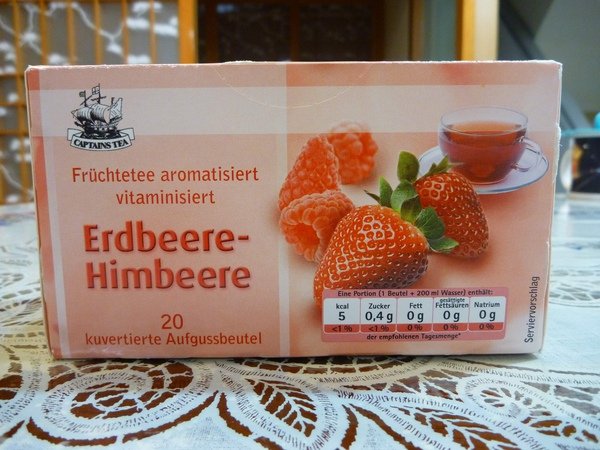 CAPTAINS TEA
Früchtetee aromatisiert
vitaminisiert
Erdbeere-
Himbeere
20
kuvertierte Aufgussbeutel
Eine Portion (1 Beutel + 200 ml Wasser) enthält:
kcal
5
<1 %
Zucker
0,4 g
<1 %
Fett
0 g
0 %
gesättigte
Fettsäuren
0 g
0 %
Natrium
0 g
0 %
der empfohlenen Tagesmenge*
Serviervorschlag